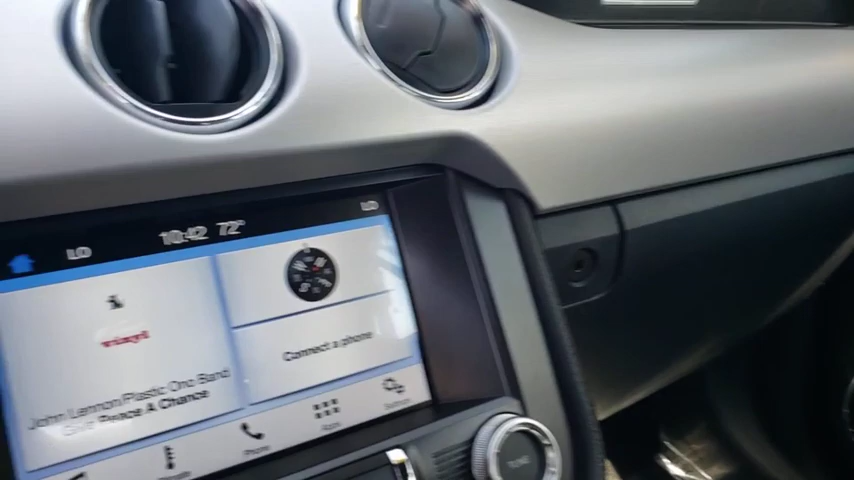 LO 10:42 72° LO
vinyl
John Lennon/Plastic Ono Band
Give Peace A Chance
Connect a phone
Phone
Apps
Settings
TUNE